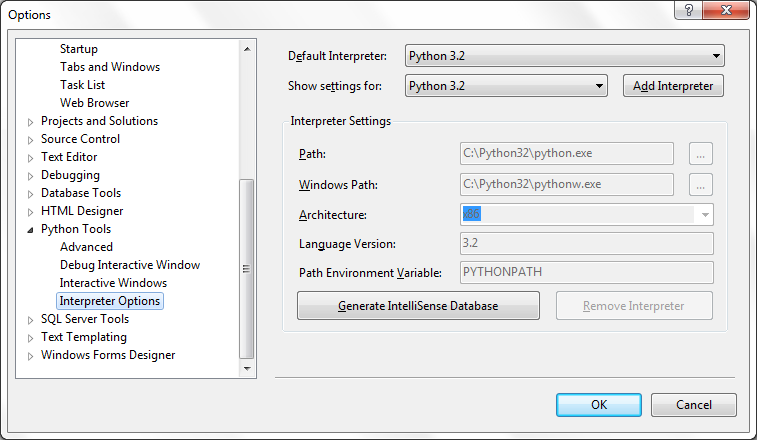 Options
Startup
Tabs and Windows
Task List
Web Browser
Projects and Solutions
Source Control
Text Editor
Debugging
Database Tools
HTML Designer
Python Tools
Advanced
Debug Interactive Window
Interactive Windows
Interpreter Options
SQL Server Tools
Text Templating
Windows Forms Designer
Default Interpreter: Python 3.2
Show settings for: Python 3.2 Add Interpreter
Interpreter Settings
Path: C:\Python32\python.exe ...
Windows Path: C:\Python32\pythonw.exe ...
Architecture: x86
Language Version: 3.2
Path Environment Variable: PYTHONPATH
Generate IntelliSense Database Remove Interpreter
OK Cancel